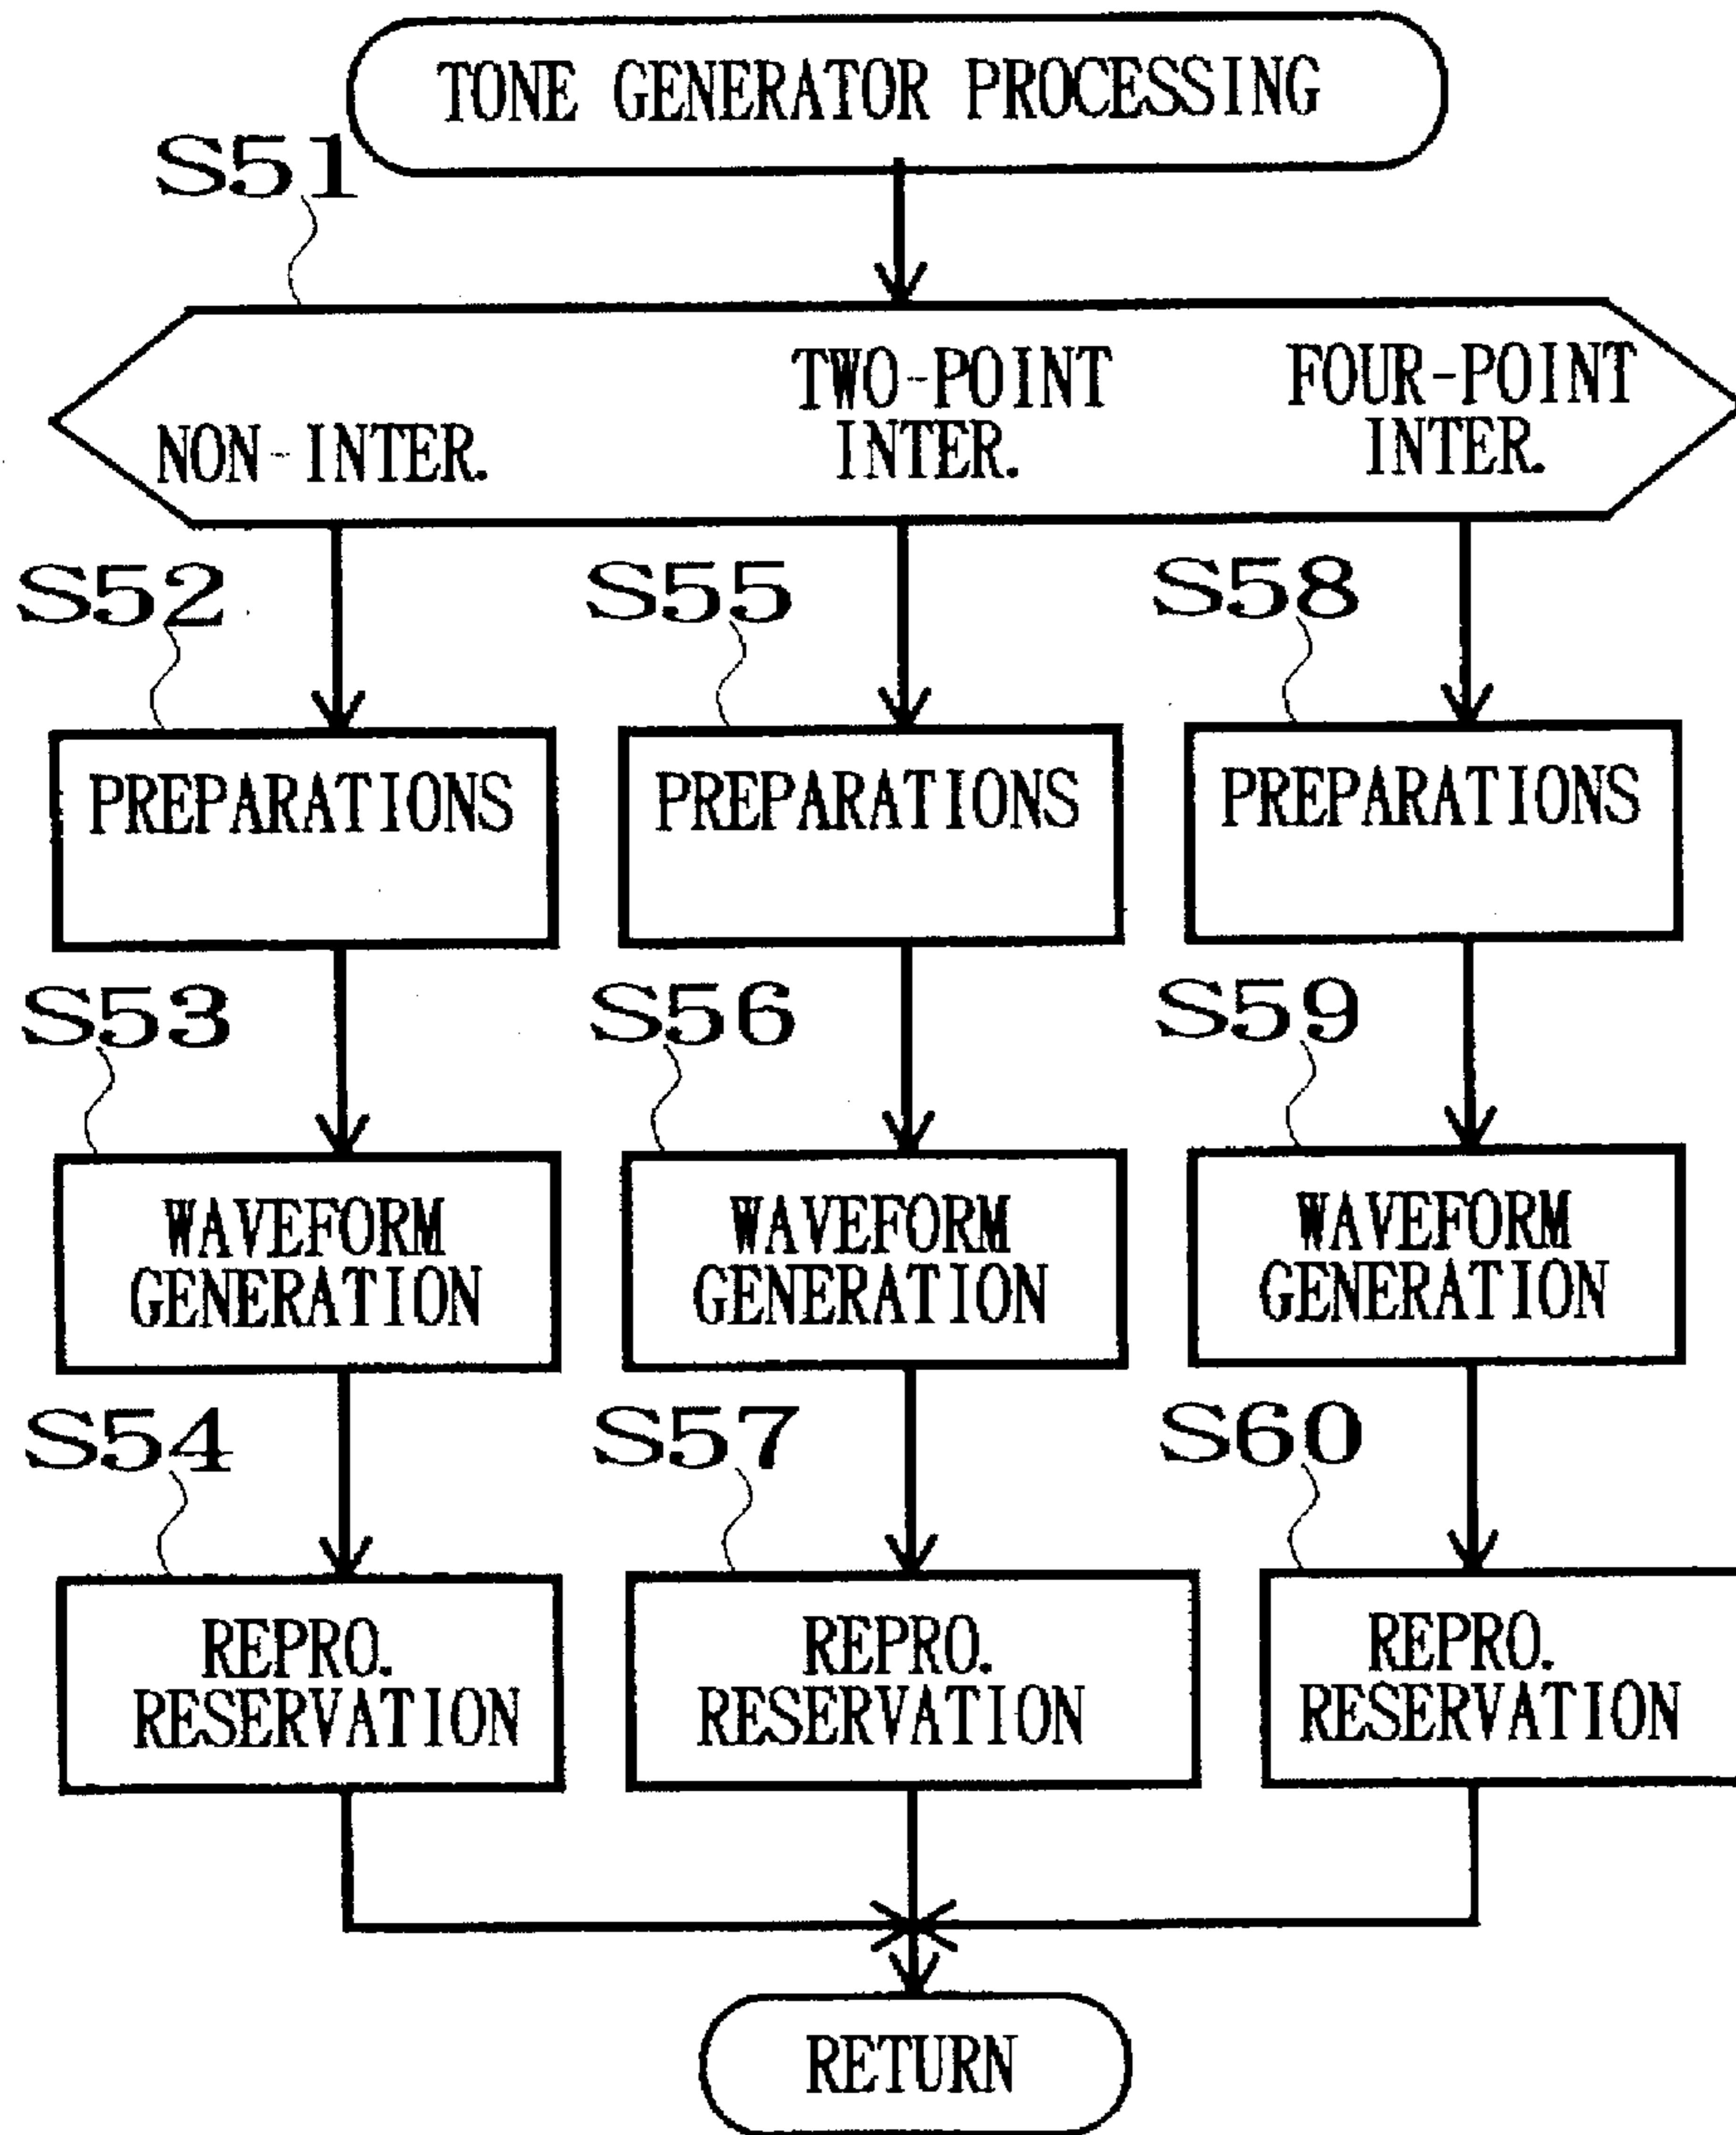 TONE GENERATOR PROCESSING
S51
NON-INTER.
TWO-POINT
INTER.
FOUR-POINT
INTER.
S52
S55
S58
PREPARATIONS
PREPARATIONS
PREPARATIONS
S53
S56
S59
WAVEFORM
GENERATION
WAVEFORM
GENERATION
WAVEFORM
GENERATION
S54
S57
S60
REPRO.
RESERVATION
REPRO.
RESERVATION
REPRO.
RESERVATION
RETURN